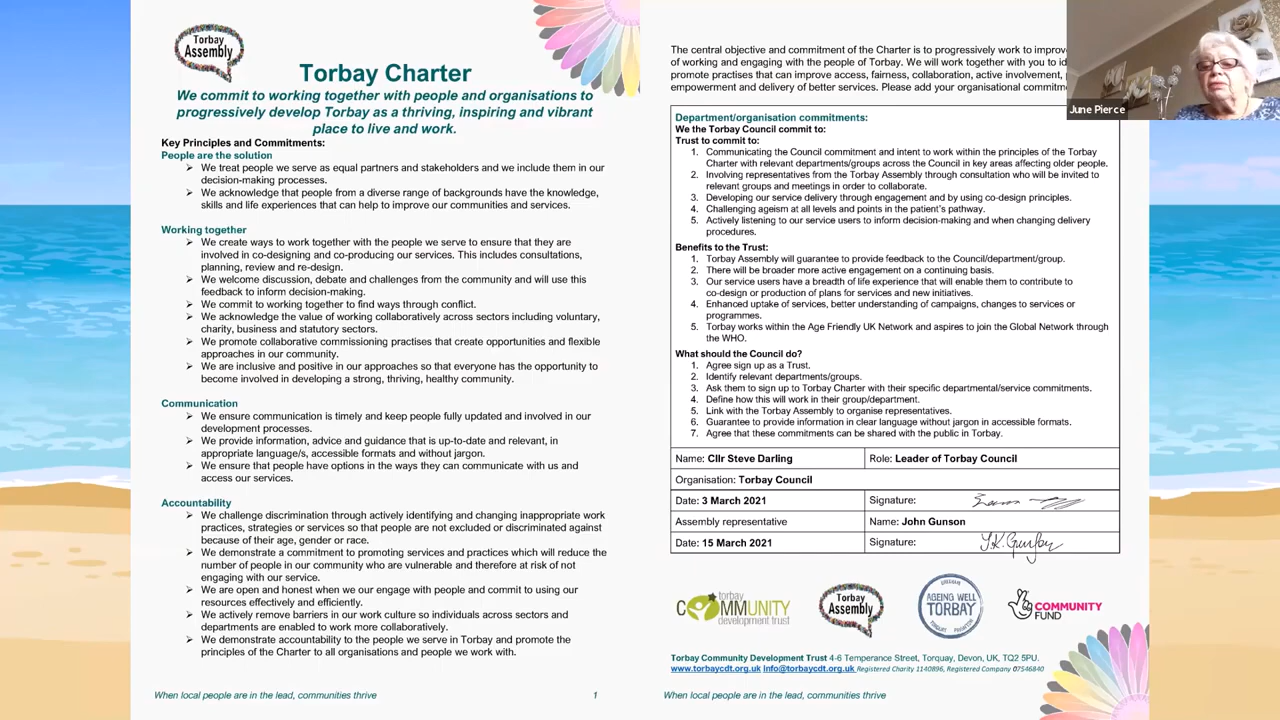 Torbay
Assembly
Torbay Charter
We commit to working together with people and organisations to
progressively develop Torbay as a thriving, inspiring and vibrant
place to live and work.
Key Principles and Commitments:
People are the solution
We treat people we serve as equal partners and stakeholders and we include them in our
decision-making processes.
We acknowledge that people from a diverse range of backgrounds have the knowledge,
skills and life experiences that can help to improve our communities and services.
Working together
We create ways to work together with the people we serve to ensure that they are
involved in co-designing and co-producing our services. This includes consultations,
planning, review and re-design.
We welcome discussion, debate and challenges from the community and will use this
feedback to inform decision-making.
We commit to working together to find ways through conflict.
We acknowledge the value of working collaboratively across sectors including voluntary,
charity, business and statutory sectors.
We promote collaborative commissioning practises that create opportunities and flexible
approaches in our community.
We are inclusive and positive in our approaches so that everyone has the opportunity to
become involved in developing a strong, thriving, healthy community.
Communication
We ensure communication is timely and keep people fully updated and involved in our
development processes.
We provide information, advice and guidance that is up-to-date and relevant, in
appropriate language/s, accessible formats and without jargon.
We ensure that people have options in the ways they can communicate with us and
access our services.
Accountability
We challenge discrimination through actively identifying and changing inappropriate work
practices, strategies or services so that people are not excluded or discriminated against
because of their age, gender or race.
We demonstrate a commitment to promoting services and practices which will reduce the
number of people in our community who are vulnerable and therefore at risk of not
engaging with our service.
We are open and honest when we our engage with people and commit to using our
resources effectively and efficiently.
We actively remove barriers in our work culture so individuals across sectors and
departments are enabled to work more collaboratively.
We demonstrate accountability to the people we serve in Torbay and promote the
principles of the Charter to all organisations and people we work with.
When local people are in the lead, communities thrive
1
The central objective and commitment of the Charter is to progressively work to improv
of working and engaging with the people of Torbay. We will work together with you to id
promote practises that can improve access, fairness, collaboration, active involvement,
empowerment and delivery of better services. Please add your organisational commitm
June Pierce
Department/organisation commitments:
We the Torbay Council commit to:
Trust to commit to:
1. Communicating the Council commitment and intent to work within the principles of the Torbay
Charter with relevant departments/groups across the Council in key areas affecting older people.
2. Involving representatives from the Torbay Assembly through consultation who will be invited to
relevant groups and meetings in order to collaborate.
3. Developing our service delivery through engagement and by using co-design principles.
4. Challenging ageism at all levels and points in the patient's pathway.
5. Actively listening to our service users to inform decision-making and when changing delivery
procedures.
Benefits to the Trust:
1. Torbay Assembly will guarantee to provide feedback to the Council/department/group.
2. There will be broader more active engagement on a continuing basis.
3. Our service users have a breadth of life experience that will enable them to contribute to
co-design or production of plans for services and new initiatives.
4. Enhanced uptake of services, better understanding of campaigns, changes to services or
programmes.
5. Torbay works within the Age Friendly UK Network and aspires to join the Global Network through
the WHO.
What should the Council do?
1. Agree sign up as a Trust.
2. Identify relevant departments/groups.
3. Ask them to sign up to Torbay Charter with their specific departmental/service commitments.
4. Define how this will work in their group/department.
5. Link with the Torbay Assembly to organise representatives.
6. Guarantee to provide information in clear language without jargon in accessible formats.
7. Agree that these commitments can be shared with the public in Torbay.
Name: Cllr Steve Darling Role: Leader of Torbay Council
Organisation: Torbay Council
Date: 3 March 2021 Signature:
Assembly representative Name: John Gunson
Date: 15 March 2021 Signature: J.K. Gunson
torbay
COMMUNITY
development trust
Torbay
Assembly
AGEING WELL
TORBAY
COMMUNITY
FUND
Torbay Community Development Trust 4-6 Temperance Street, Torquay, Devon, UK, TQ2 5PU.
www.torbaycdt.org.uk info@torbaycdt.org.uk Registered Charity 1140896, Registered Company 07546840
When local people are in the lead, communities thrive